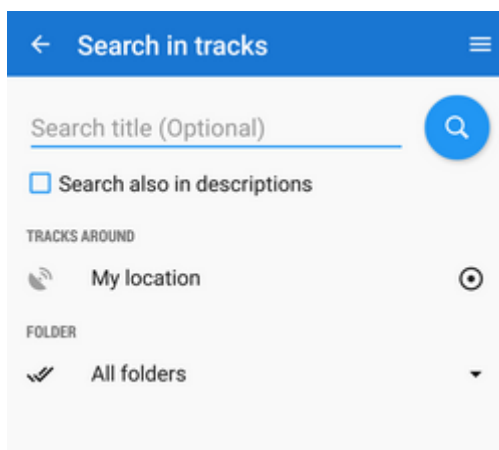 Search in tracks
Search title (Optional)
Search also in descriptions
TRACKS AROUND
My location
FOLDER
All folders